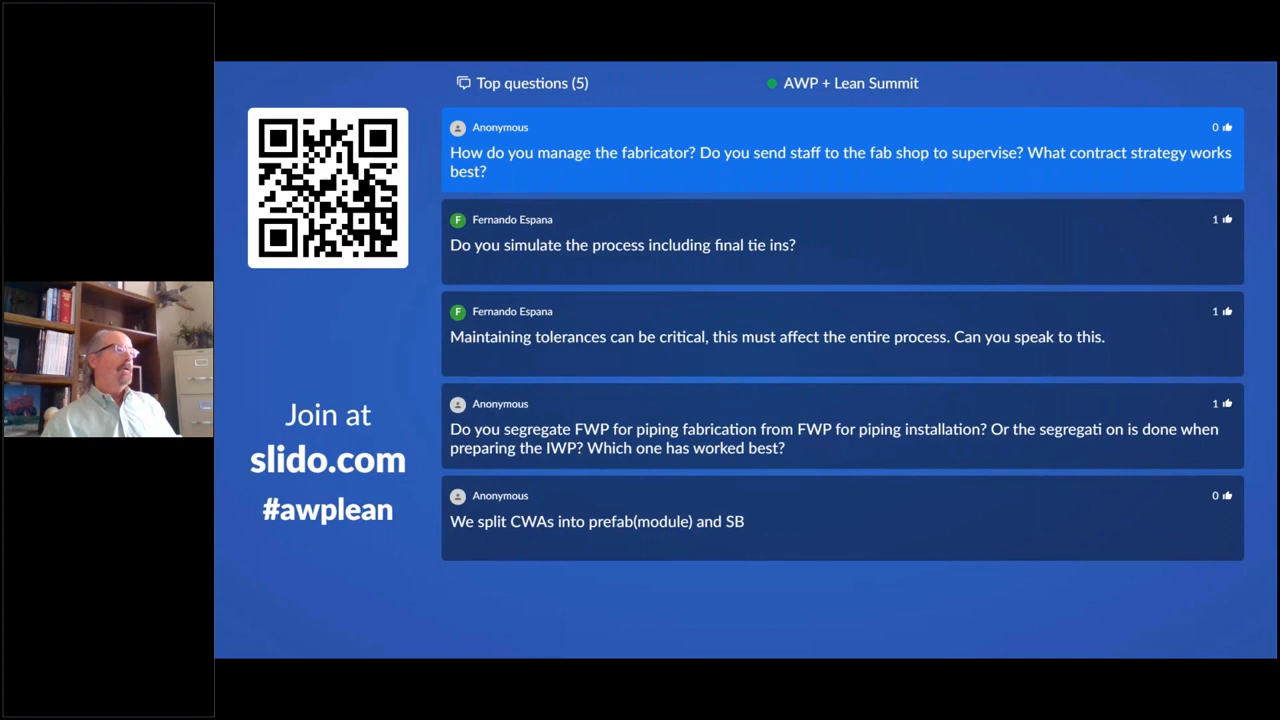 Top questions (5)
AWP + Lean Summit
Anonymous
0
How do you manage the fabricator? Do you send staff to the fab shop to supervise? What contract strategy works
best?
F Fernando Espana
1
Do you simulate the process including final tie ins?
F Fernando Espana
1
Maintaining tolerances can be critical, this must affect the entire process. Can you speak to this.
Anonymous
1
Do you segregate FWP for piping fabrication from FWP for piping installation? Or the segregati on is done when
preparing the IWP? Which one has worked best?
Anonymous
0
We split CWAs into prefab(module) and SB
Join at
slido.com
#awplean